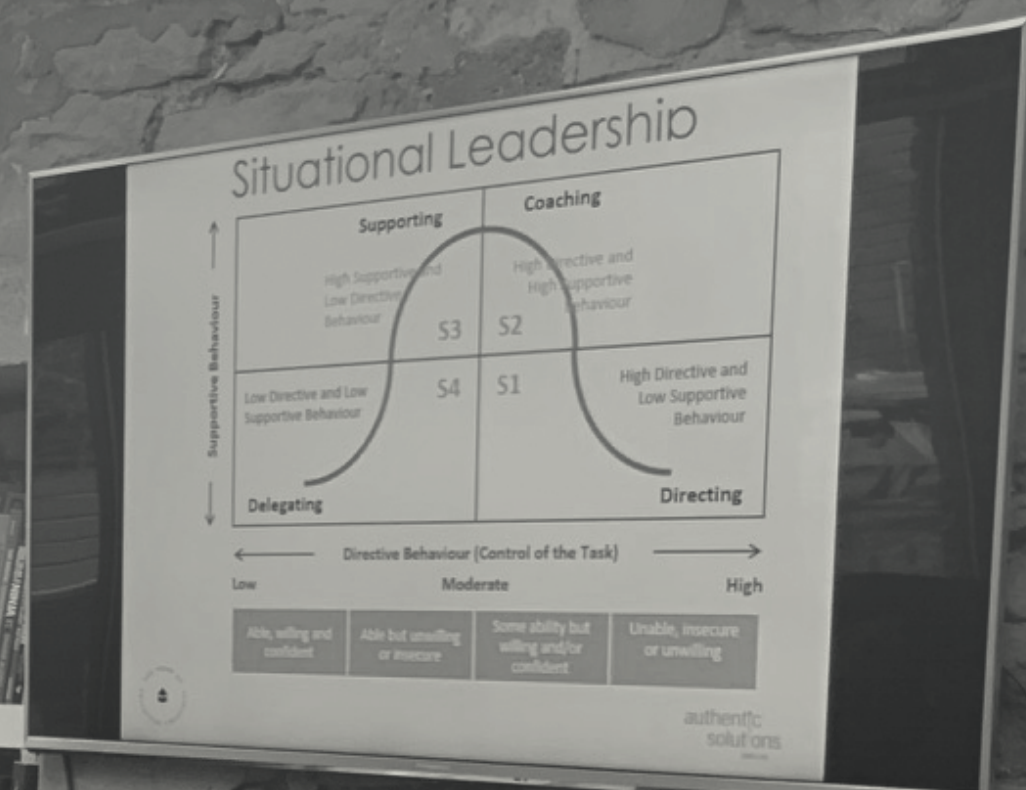 Situational Leadership
Supporting
Coaching
High Supportive and
Low Directive
Behaviour
High Directive and
High Supportive
Behaviour
S3
S2
Supportive Behaviour
Low Directive and Low
Supportive Behaviour
S4
S1
High Directive and
Low Supportive
Behaviour
Delegating
Directing
Directive Behaviour (Control of the Task)
Low
Moderate
High
Able, willing and
confident
Able but unwilling
or insecure
Some ability but
willing and/or
confident
Unable, insecure
or unwilling
authentic
solutions